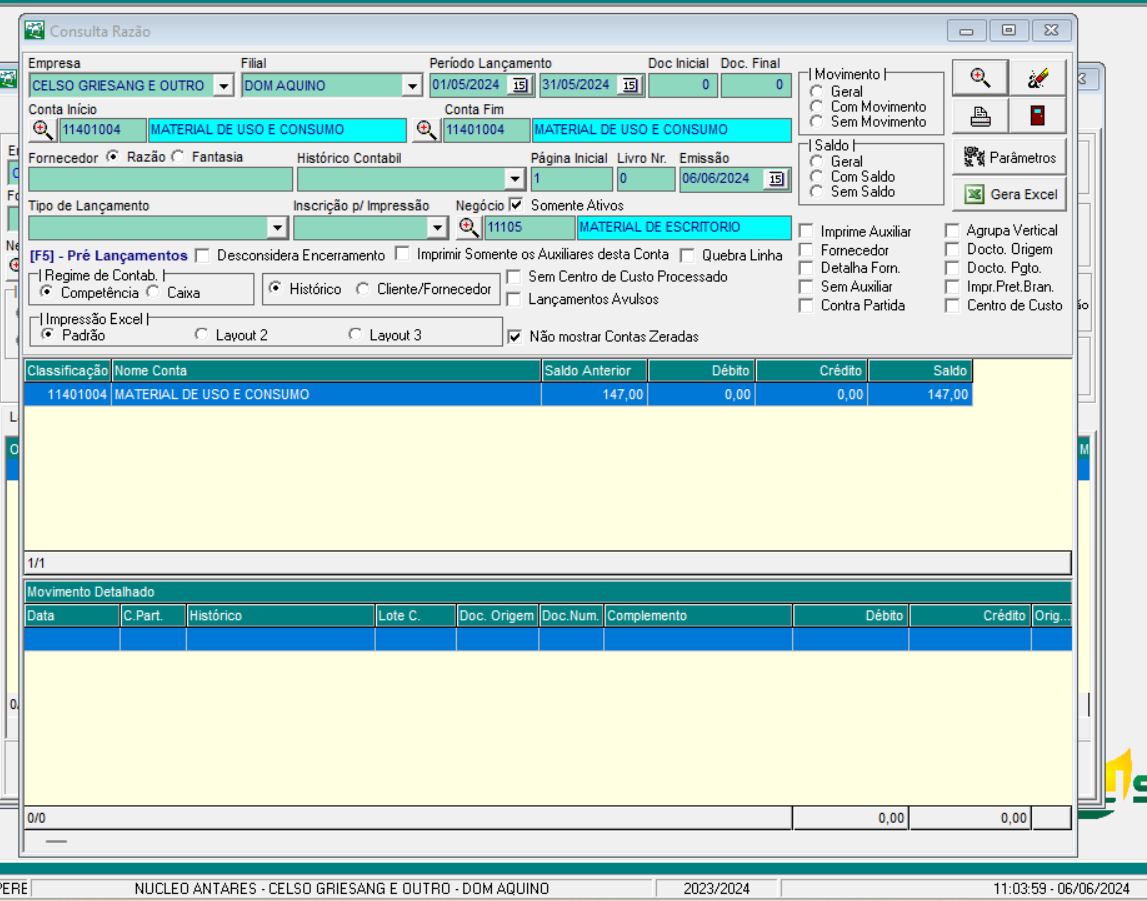 Consulta Razão
Empresa Filial Período Lançamento Doc Inicial Doc. Final
CELSO GRIESANG E OUTRO DOM AQUINO 01/05/2024 15 31/05/2024 15 0 0
Conta Início Conta Fim
11401004 MATERIAL DE USO E CONSUMO 11401004 MATERIAL DE USO E CONSUMO
Fornecedor Razão Fantasia Histórico Contabil Página Inicial Livro Nr. Emissão
1 0 06/06/2024 15
Tipo de Lançamento Inscrição p/ Impressão Negócio Somente Ativos
11105 MATERIAL DE ESCRITORIO
[F5] - Pré Lançamentos Desconsidera Encerramento Imprimir Somente os Auxiliares desta Conta Quebra Linha
Regime de Contab.
Competência Caixa
Histórico Cliente/Fornecedor
Sem Centro de Custo Processado
Lançamentos Avulsos
Impressão Excel
Padrão Layout 2 Layout 3
Não mostrar Contas Zeradas
Movimento
Geral
Com Movimento
Sem Movimento
Saldo
Geral
Com Saldo
Sem Saldo
Parâmetros
Gera Excel
Imprime Auxiliar Agrupa Vertical
Fornecedor Docto. Origem
Detalha Forn. Docto. Pgto.
Sem Auxiliar Impr.Pret.Bran.
Contra Partida Centro de Custo
Classificação Nome Conta Saldo Anterior Débito Crédito Saldo
11401004 MATERIAL DE USO E CONSUMO 147,00 0,00 0,00 147,00
1/1
Movimento Detalhado
Data C.Part. Histórico Lote C. Doc. Origem Doc.Num. Complemento Débito Crédito Orig...
0/0 0,00 0,00
PERE NUCLEO ANTARES - CELSO GRIESANG E OUTRO - DOM AQUINO 2023/2024 11:03:59 - 06/06/2024